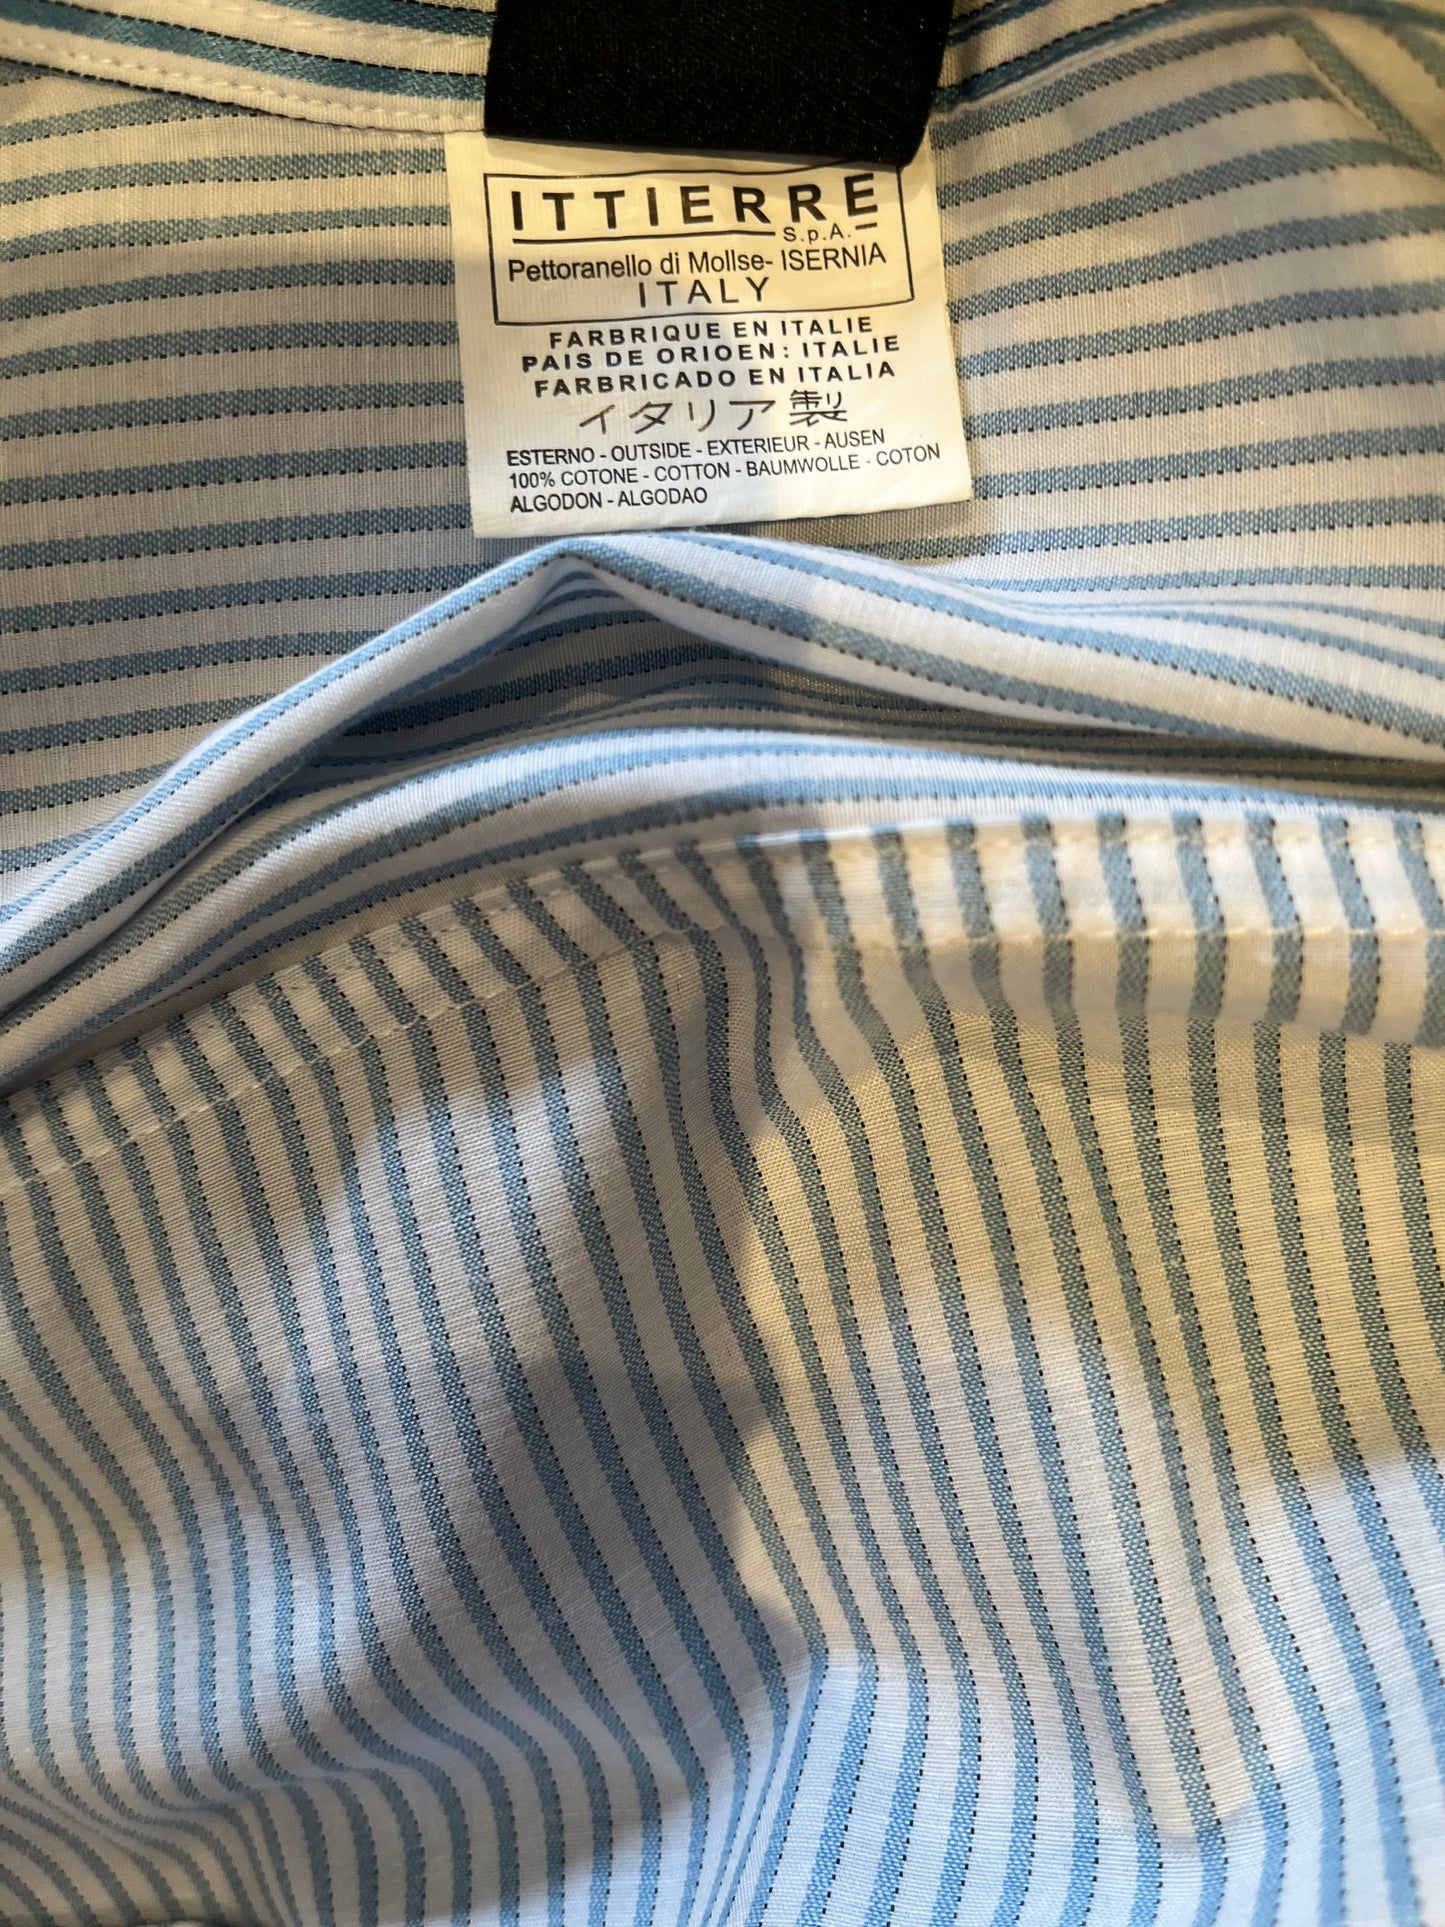 ITTIERRE
S.p.A.
Pettoranello di Mollse- ISERNIA
ITALY
FARBRIQUE EN ITALIE
PAIS DE ORIOEN: ITALIE
FARBRICADO EN ITALIA
イタリア製
ESTERNO - OUTSIDE - EXTERIEUR - AUSEN
100% COTONE - COTTON - BAUMWOLLE - COTON
ALGODON - ALGODAO